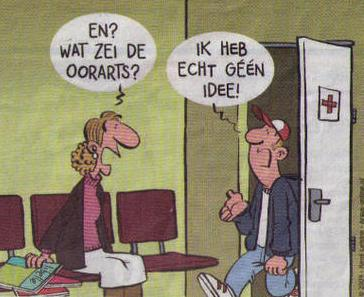 EN?
WAT ZEI DE
OORARTS?
IK HEB
ECHT GÉÉN
IDEE!